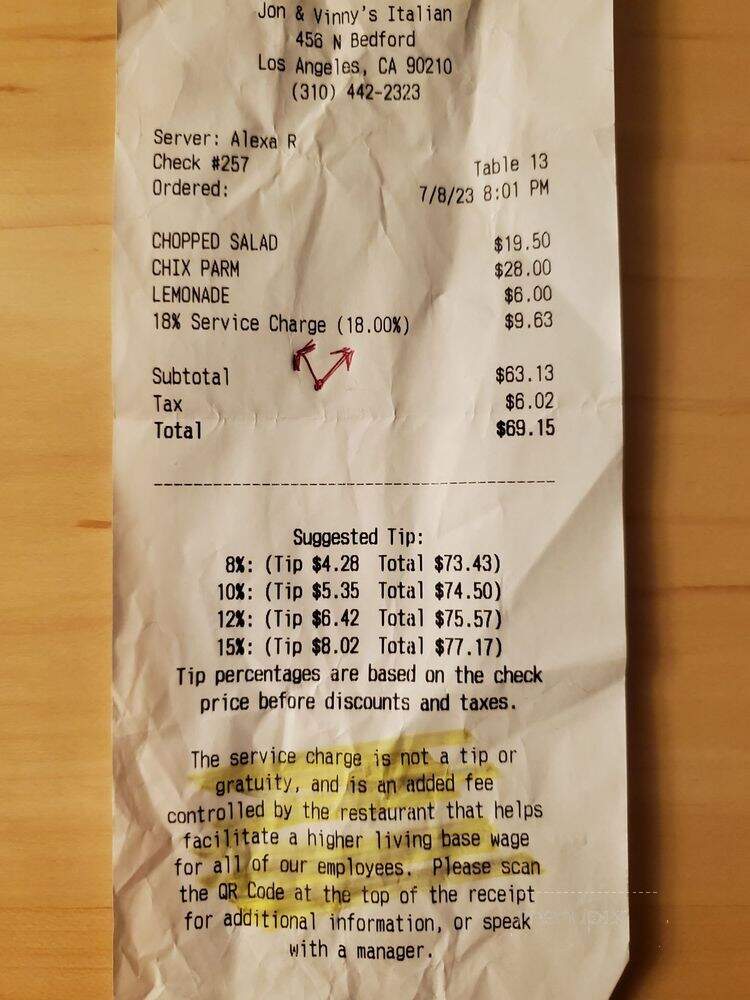 Jon & Vinny's Italian
456 N Bedford
Los Angeles, CA 90210
(310) 442-2323
Server: Alexa R
Check #257 Table 13
Ordered: 7/8/23 8:01 PM
CHOPPED SALAD $19.50
CHIX PARM $28.00
LEMONADE $6.00
18% Service Charge (18.00%) $9.63
Subtotal $63.13
Tax $6.02
Total $69.15
Suggested Tip:
8%: (Tip $4.28 Total $73.43)
10%: (Tip $5.35 Total $74.50)
12%: (Tip $6.42 Total $75.57)
15%: (Tip $8.02 Total $77.17)
Tip percentages are based on the check
price before discounts and taxes.
The service charge is not a tip or
gratuity, and is an added fee
controlled by the restaurant that helps
facilitate a higher living base wage
for all of our employees. Please scan
the QR Code at the top of the receipt
for additional information, or speak
with a manager.